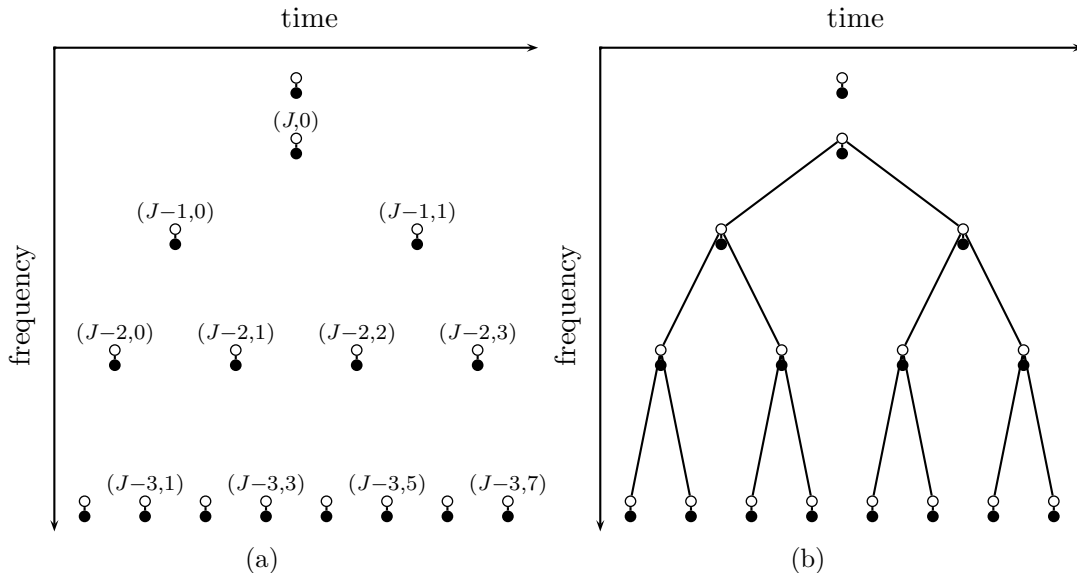 time time
(J,0)
(J−1,0) (J−1,1)
frequency frequency
(J−2,0) (J−2,1) (J−2,2) (J−2,3)
(J−3,1) (J−3,3) (J−3,5) (J−3,7)
(a) (b)